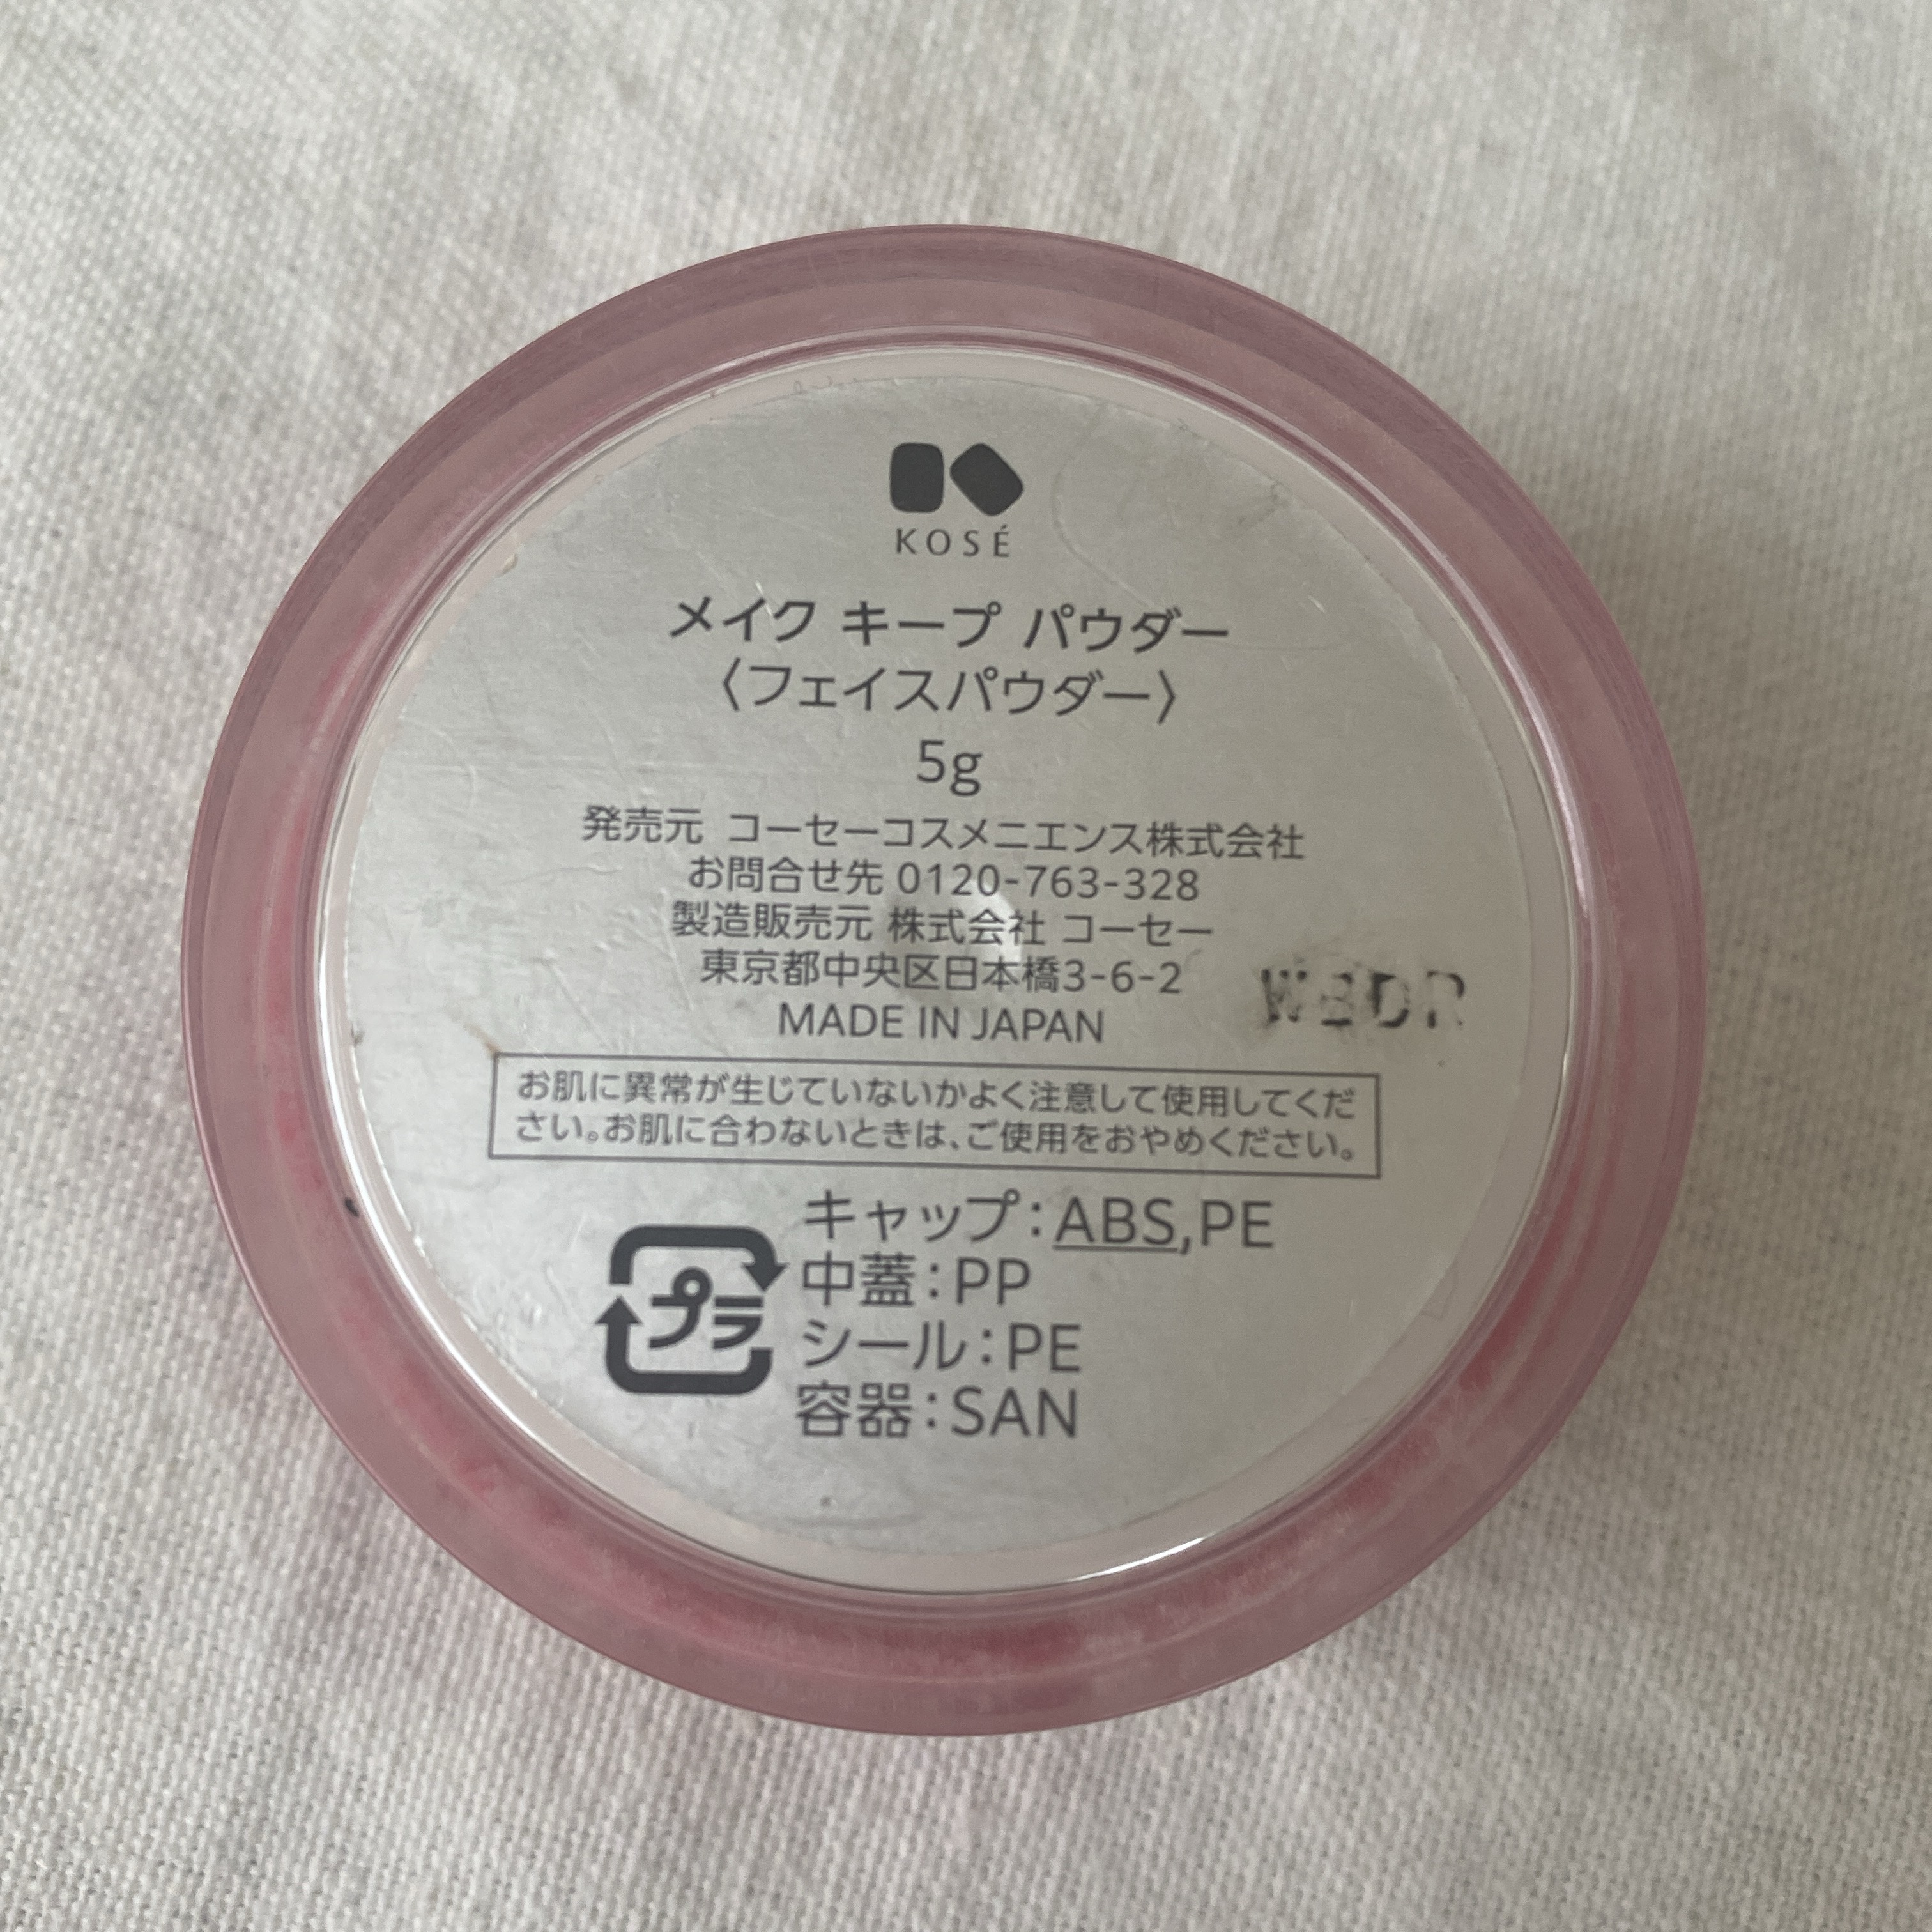 KOSÉ
メイク キープ パウダー
〈フェイスパウダー〉
5g
発売元 コーセーコスメニエンス株式会社
お問合せ先 0120-763-328
製造販売元 株式会社 コーセー
東京都中央区日本橋3-6-2
MADE IN JAPAN
お肌に異常が生じていないかよく注意して使用してくだ
さい。お肌に合わないときは、ご使用をおやめください。
プラ
キャップ：ABS,PE
中蓋：PP
シール：PE
容器：SAN